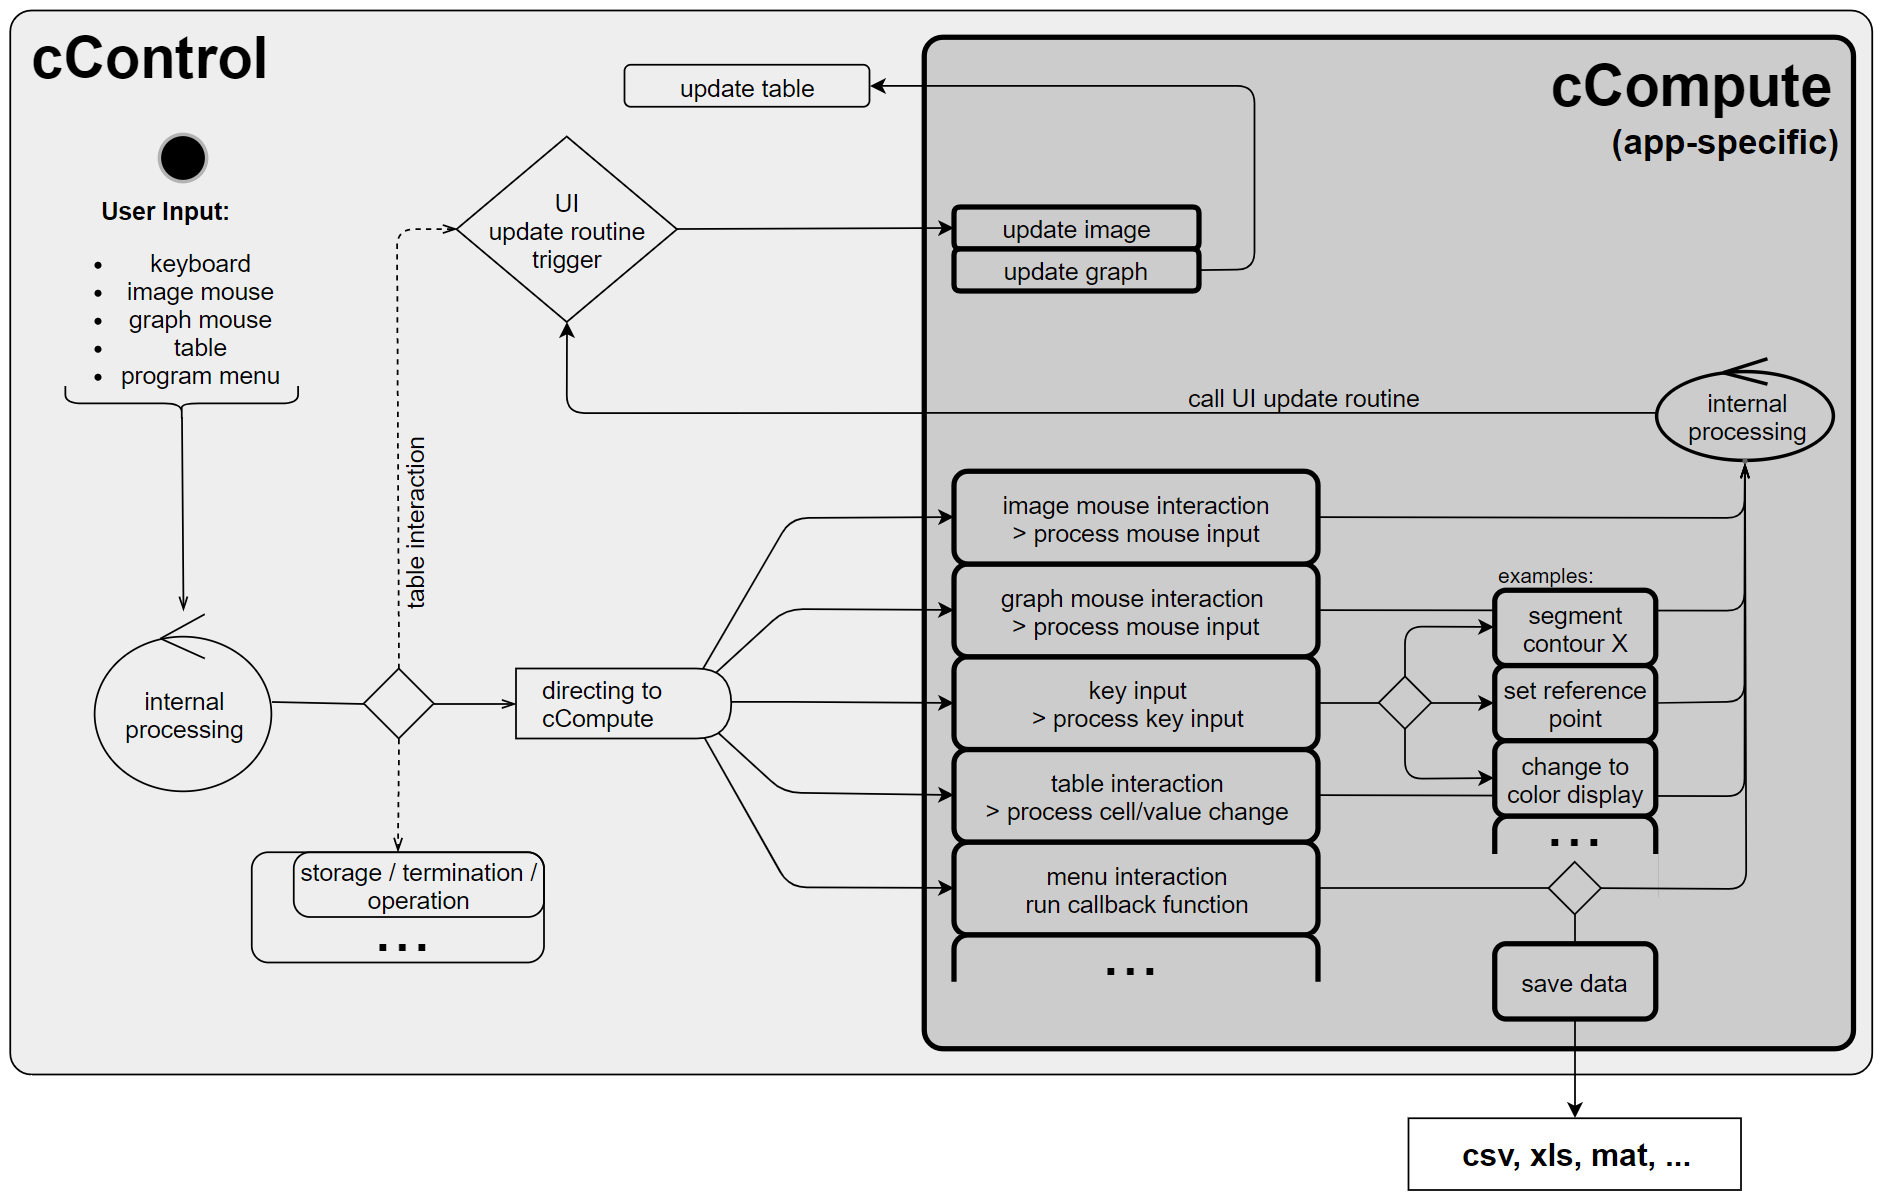 cControl
cCompute
(app-specific)
update table
User Input:
• keyboard
• image mouse
• graph mouse
• table
• program menu
UI
update routine
trigger
update image
update graph
call UI update routine
internal
processing
table interaction
image mouse interaction
> process mouse input
graph mouse interaction
> process mouse input
key input
> process key input
table interaction
> process cell/value change
menu interaction
run callback function
...
examples:
segment
contour X
set reference
point
change to
color display
...
internal
processing
directing to
cCompute
storage / termination /
operation
...
save data
csv, xls, mat, ...